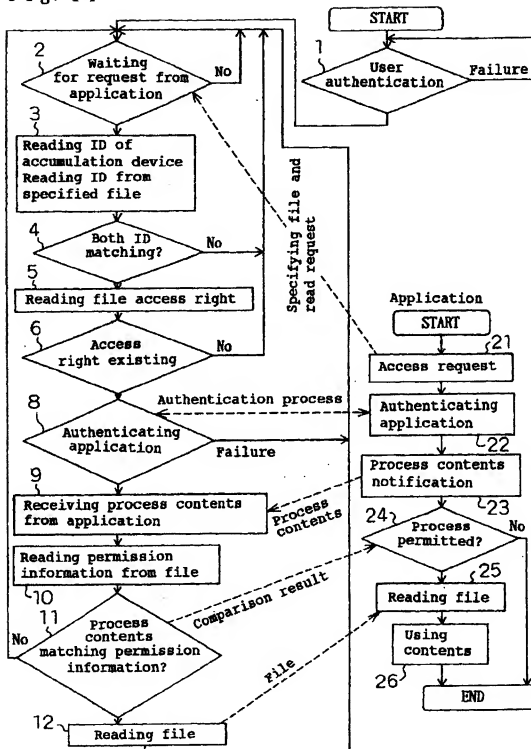 START
1
User
authentication
Failure
2
Waiting
for request from
application
No
3
Reading ID of
accumulation device
Reading ID from
specified file
4
Both ID
matching?
No
5
Reading file access right
6
Access
right existing
No
Specifying file and
read request
Application
START
21
Access request
Authentication process
8
Authenticating
application
Failure
Authenticating
application
22
Process contents
notification
23
9
Receiving process contents
from application
Process
contents
24
Process
permitted?
No
Reading permission
information from file
10
Comparison result
25
Reading file
11
Process
contents
matching permission
information?
No
Using
contents
26
File
END
12
Reading file